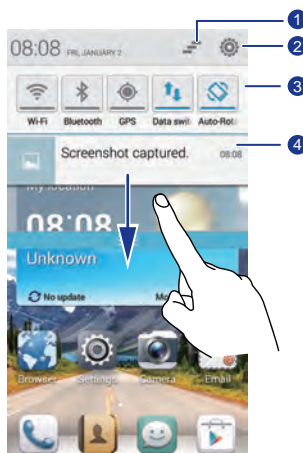 1
08:08 FRI, JANUARY 2
2
3
Wi-Fi Bluetooth GPS Data swit Auto-Rot
4
Screenshot captured. 08:08
My location
08:08
Unknown
No update Mo
Browser Settings Camera Email